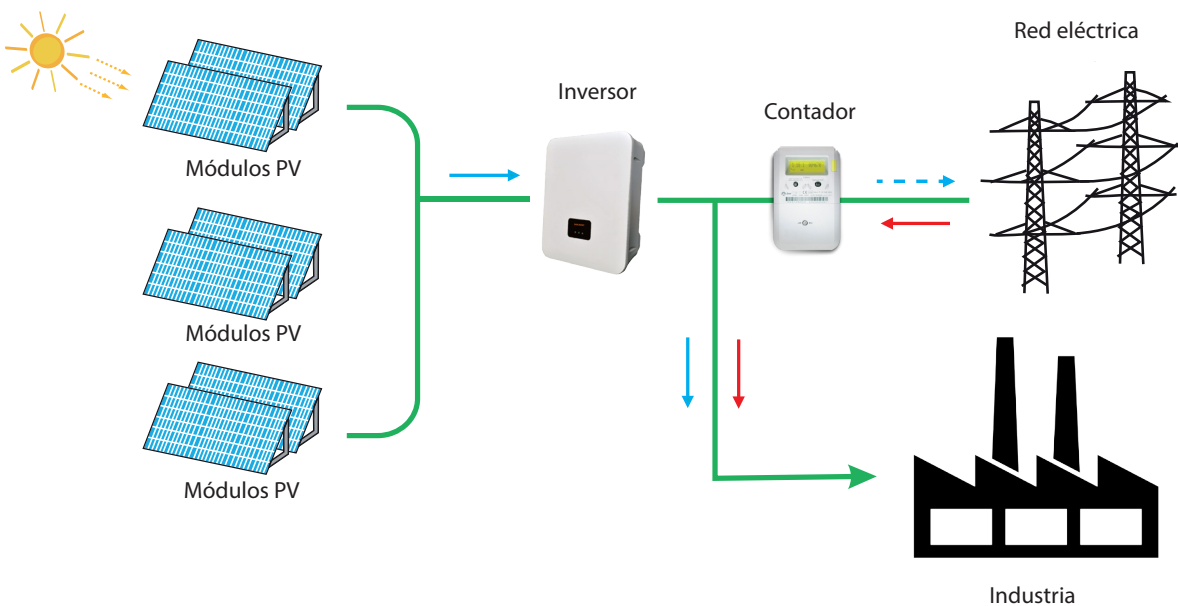 Red eléctrica
Inversor
Contador
Módulos PV
Módulos PV
Módulos PV
Industria